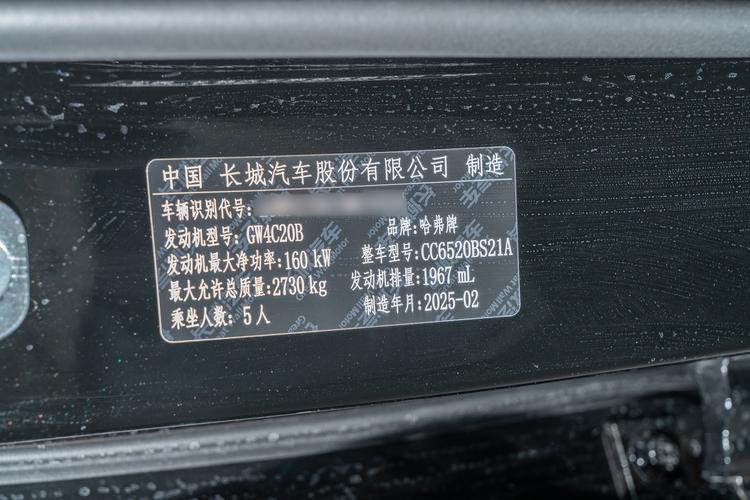 中国 长城汽车股份有限公司 制造
车辆识别代号:
发动机型号: GW4C20B 品牌:哈弗牌
发动机最大净功率:160 kW 整车型号:CC6520BS21A
最大允许总质量:2730 kg 发动机排量:1967 mL
乘坐人数: 5 人 制造年月:2025-02